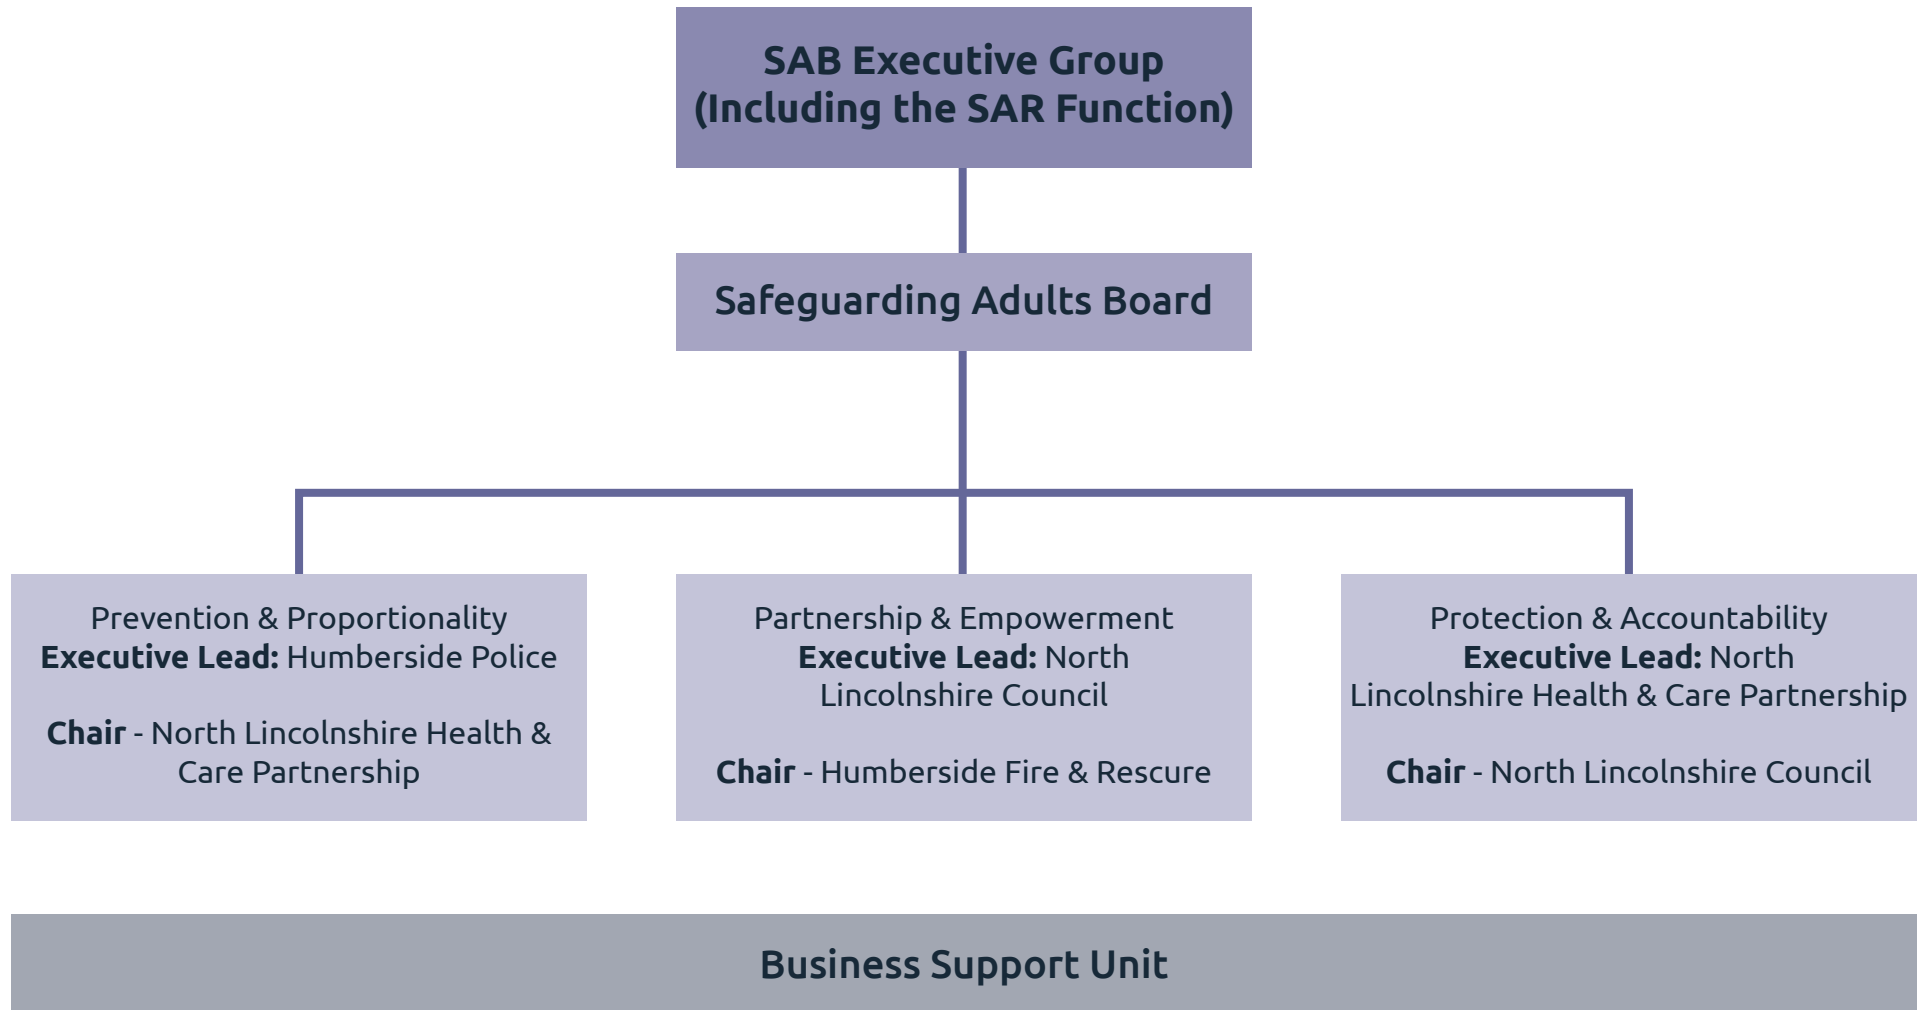 SAB Executive Group
(Including the SAR Function)
Safeguarding Adults Board
Prevention & Proportionality
Executive Lead: Humberside Police
Chair - North Lincolnshire Health &
Care Partnership
Partnership & Empowerment
Executive Lead: North
Lincolnshire Council
Chair - Humberside Fire & Rescure
Protection & Accountability
Executive Lead: North
Lincolnshire Health & Care Partnership
Chair - North Lincolnshire Council
Business Support Unit